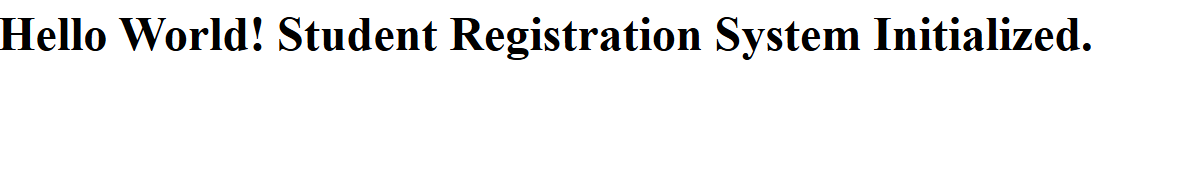 Hello World! Student Registration System Initialized.